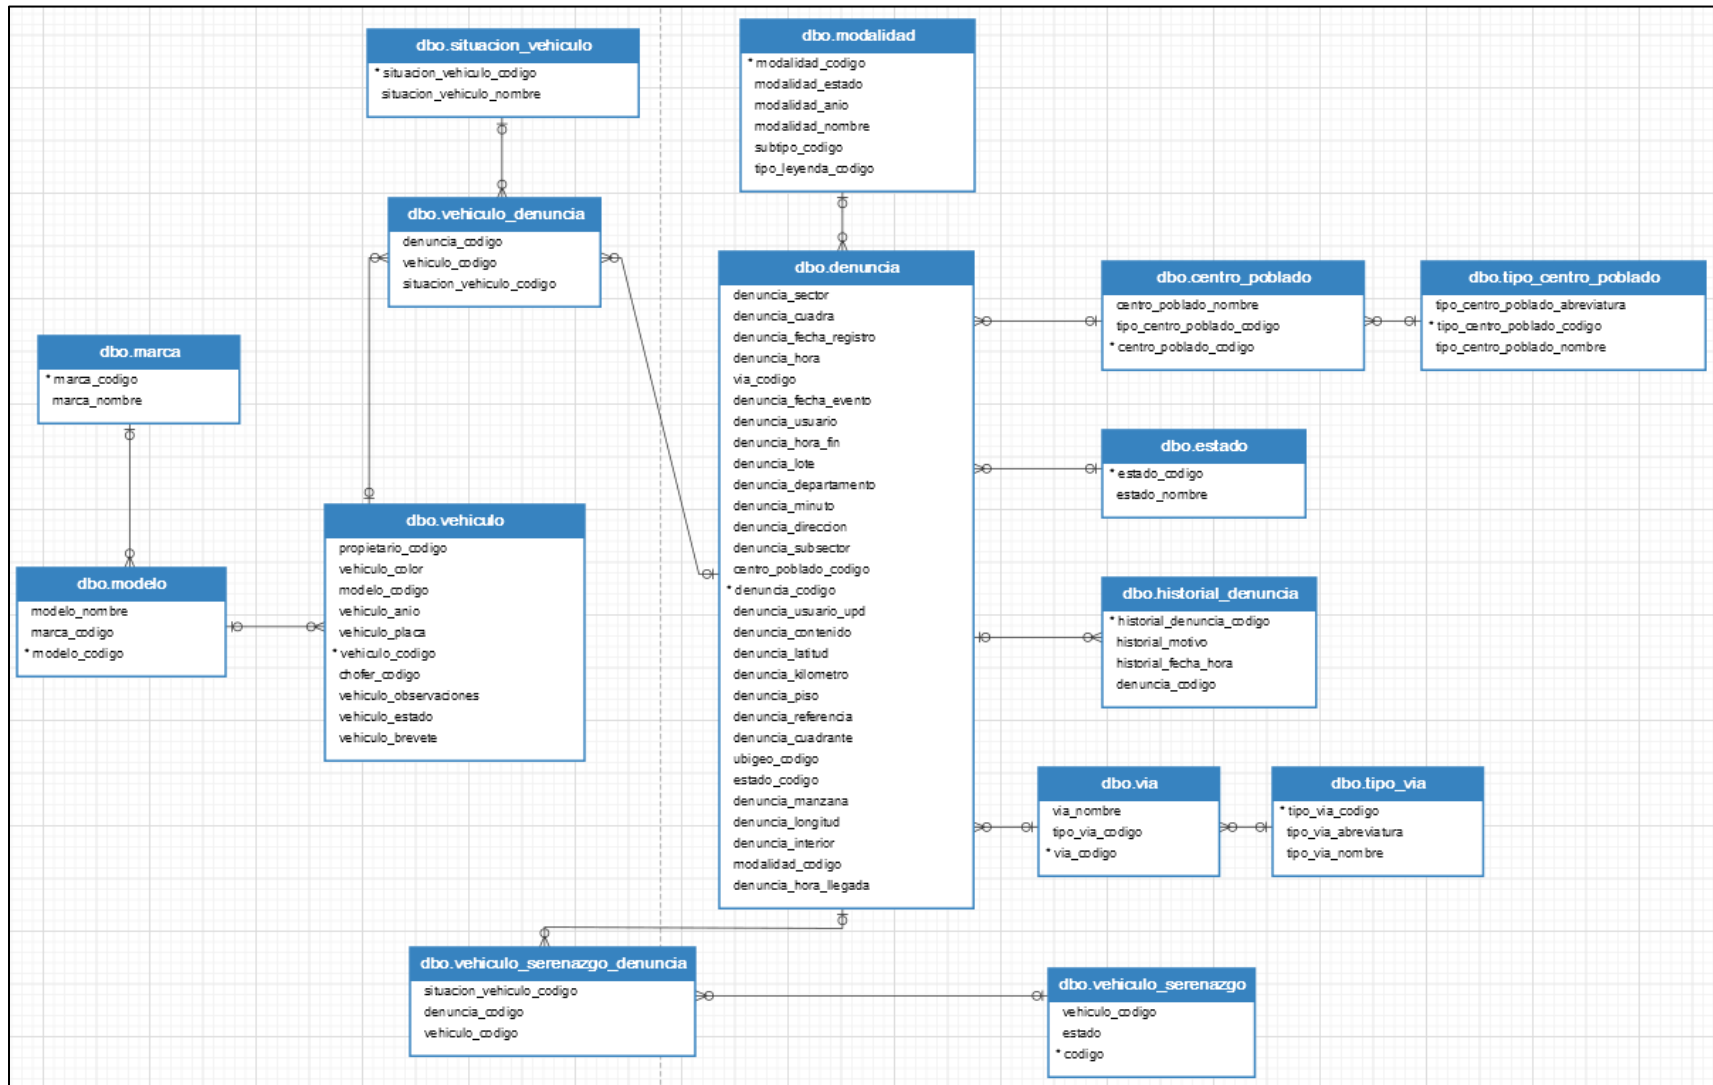 dbo.situacion_vehiculo
* situacion_vehiculo_codigo
situacion_vehiculo_nombre
dbo.modalidad
* modalidad_codigo
modalidad_estado
modalidad_anio
modalidad_nombre
subtipo_codigo
tipo_leyenda_codigo
dbo.vehiculo_denuncia
denuncia_codigo
vehiculo_codigo
situacion_vehiculo_codigo
dbo.denuncia
denuncia_sector
denuncia_cuadra
denuncia_fecha_registro
denuncia_hora
via_codigo
denuncia_fecha_evento
denuncia_usuario
denuncia_hora_fin
denuncia_lote
denuncia_departamento
denuncia_minuto
denuncia_direccion
denuncia_subsector
centro_poblado_codigo
* denuncia_codigo
denuncia_usuario_upd
denuncia_contenido
denuncia_latitud
denuncia_kilometro
denuncia_piso
denuncia_referencia
denuncia_cuadrante
ubigeo_codigo
estado_codigo
denuncia_manzana
denuncia_longitud
denuncia_interior
modalidad_codigo
denuncia_hora_llegada
dbo.centro_poblado
centro_poblado_nombre
tipo_centro_poblado_codigo
* centro_poblado_codigo
dbo.tipo_centro_poblado
tipo_centro_poblado_abreviatura
* tipo_centro_poblado_codigo
tipo_centro_poblado_nombre
dbo.marca
* marca_codigo
marca_nombre
dbo.estado
* estado_codigo
estado_nombre
dbo.vehiculo
propietario_codigo
vehiculo_color
modelo_codigo
vehiculo_anio
vehiculo_placa
* vehiculo_codigo
chofer_codigo
vehiculo_observaciones
vehiculo_estado
vehiculo_brevete
dbo.modelo
modelo_nombre
marca_codigo
* modelo_codigo
dbo.historial_denuncia
* historial_denuncia_codigo
historial_motivo
historial_fecha_hora
denuncia_codigo
dbo.via
via_nombre
tipo_via_codigo
* via_codigo
dbo.tipo_via
* tipo_via_codigo
tipo_via_abreviatura
tipo_via_nombre
dbo.vehiculo_serenazgo_denuncia
situacion_vehiculo_codigo
denuncia_codigo
vehiculo_codigo
dbo.vehiculo_serenazgo
vehiculo_codigo
estado
* codigo